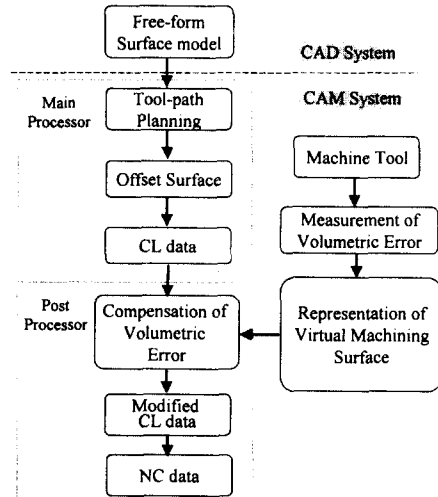 Free-form
Surface model
CAD System
Main
Processor
Tool-path
Planning
CAM System
Machine Tool
Offset Surface
Measurement of
Volumetric Error
CL data
Post
Processor
Compensation of
Volumetric
Error
Representation of
Virtual Machining
Surface
Modified
CL data
NC data